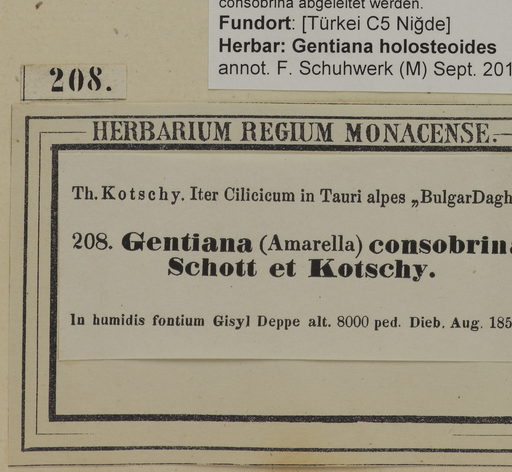 consobrina abgeleitet werden.
Fundort: [Türkei C5 Niğde]
Herbar: Gentiana holosteoides
annot. F. Schuhwerk (M) Sept. 201
208.
HERBARIUM REGIUM MONACENSE.
Th. Kotschy. Iter Cilicicum in Tauri alpes „BulgarDagh
208. Gentiana (Amarella) consobrina
Schott et Kotschy.
In humidis fontium Gisyl Deppe alt. 8000 ped. Dieb. Aug. 185